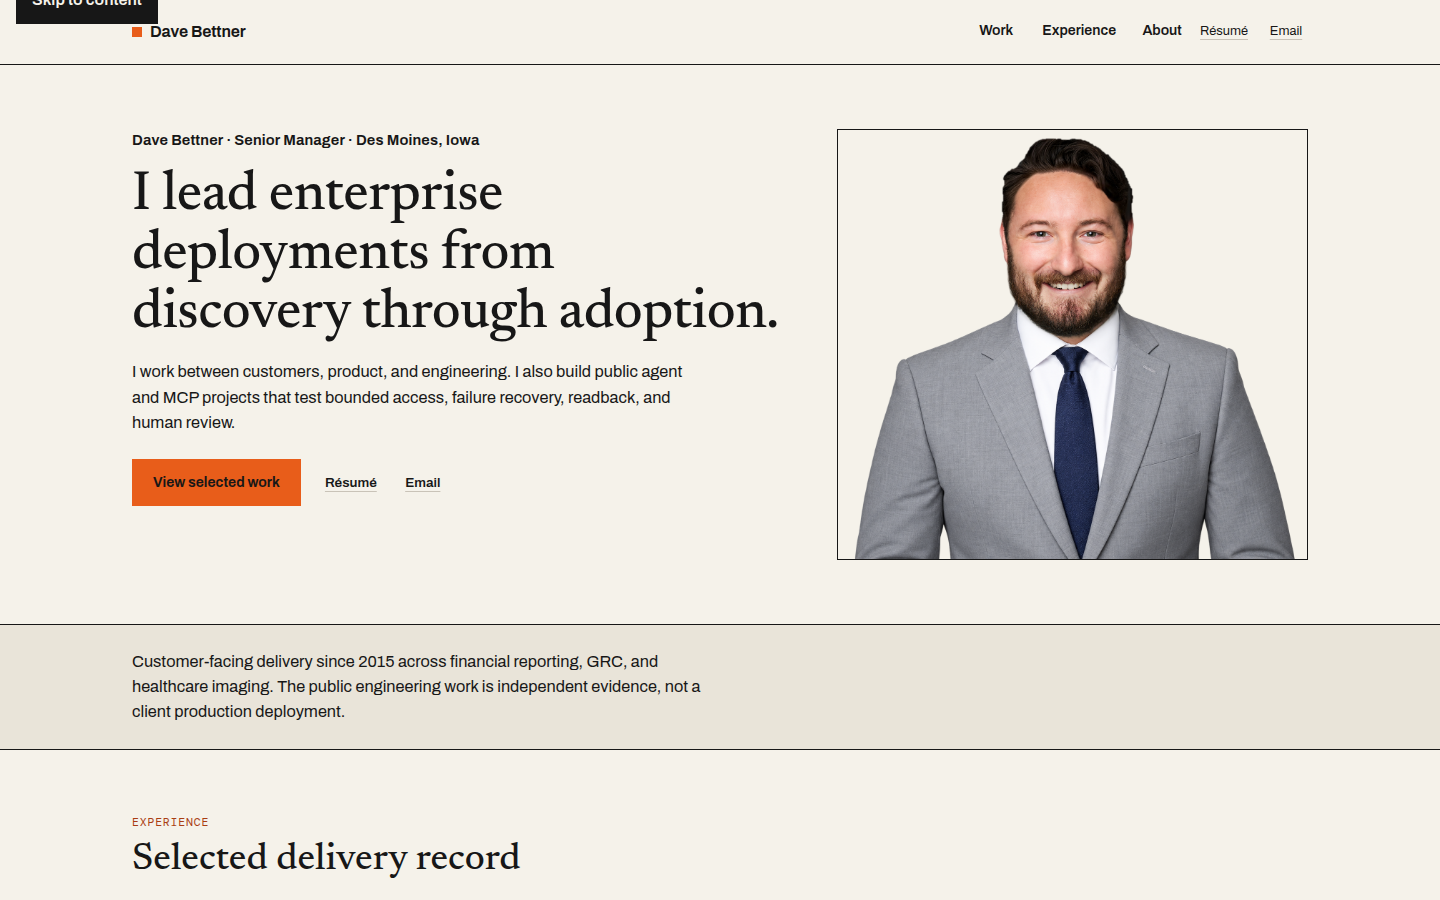 Skip to content
Dave Bettner
Work Experience About Résumé Email
Dave Bettner · Senior Manager · Des Moines, Iowa
I lead enterprise
deployments from
discovery through adoption.
I work between customers, product, and engineering. I also build public agent
and MCP projects that test bounded access, failure recovery, readback, and
human review.
View selected work Résumé Email
Customer-facing delivery since 2015 across financial reporting, GRC, and
healthcare imaging. The public engineering work is independent evidence, not a
client production deployment.
EXPERIENCE
Selected delivery record